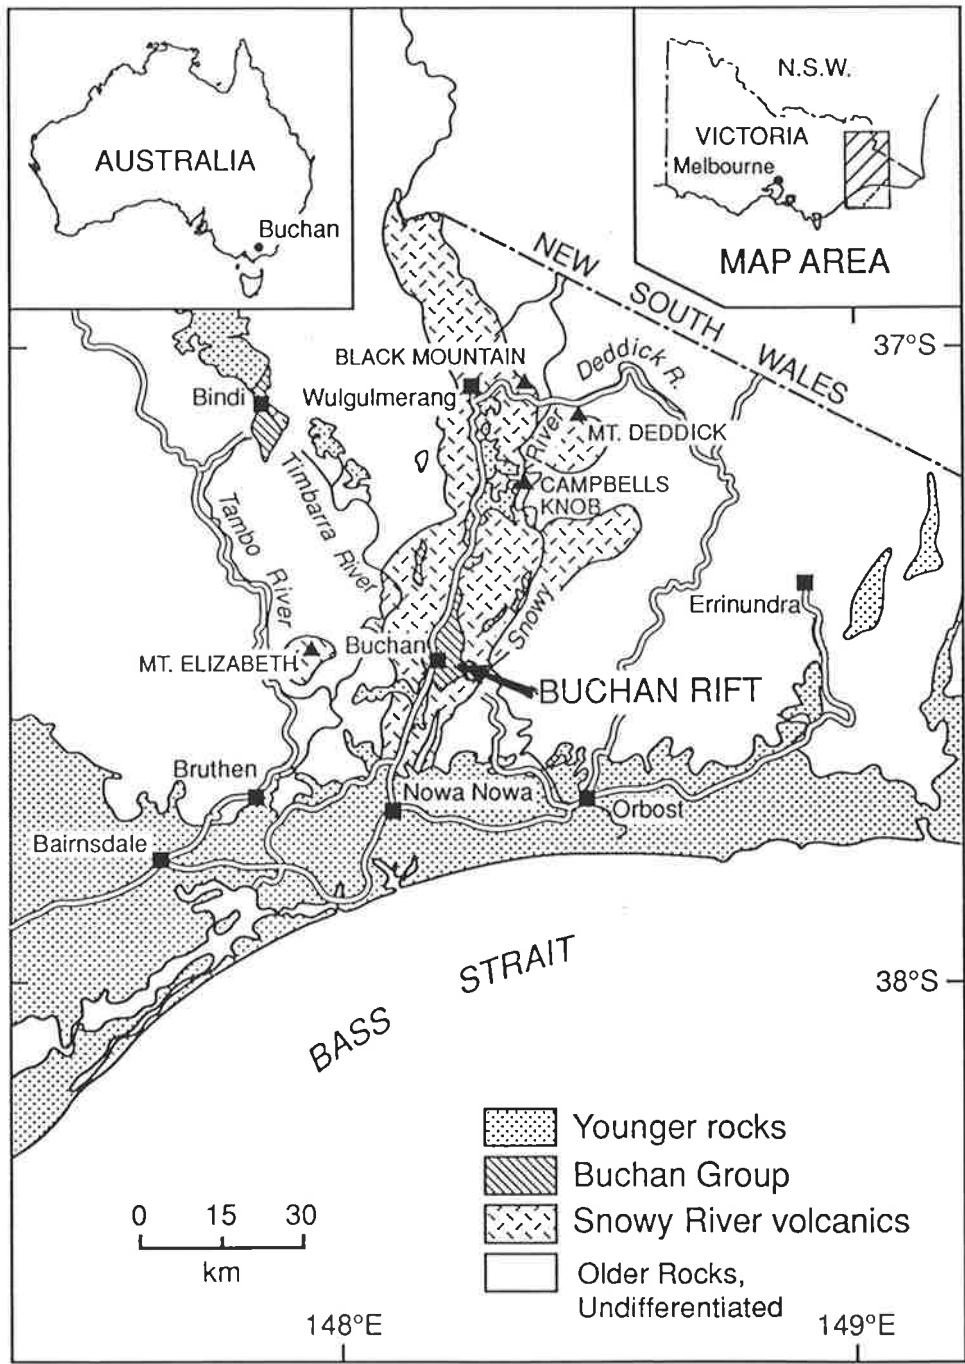 AUSTRALIA
Buchan
N.S.W.
VICTORIA
Melbourne
MAP AREA
NEW SOUTH WALES
37°S
BLACK MOUNTAIN
Deddick R.
Bindi
Wulgulmerang
River
MT. DEDDICK
CAMPBELLS
KNOB
Timbarra River
Tambo River
Snowy
Errinundra
Buchan
MT. ELIZABETH
BUCHAN RIFT
Bruthen
Nowa Nowa
Orbost
Bairnsdale
BASS STRAIT
38°S
Younger rocks
Buchan Group
Snowy River volcanics
Older Rocks,
Undifferentiated
0 15 30
km
148°E
149°E